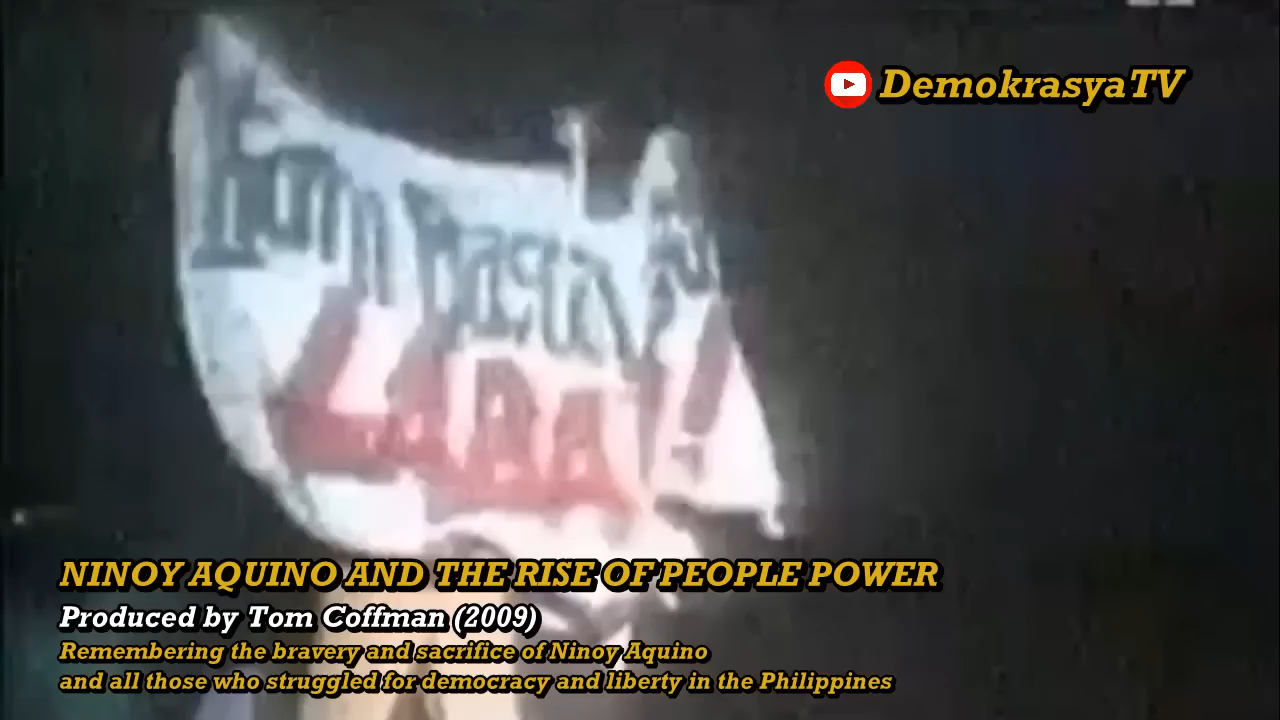 DemokrasyaTV
NINOY AQUINO AND THE RISE OF PEOPLE POWER
Produced by Tom Coffman (2009)
Remembering the bravery and sacrifice of Ninoy Aquino
and all those who struggled for democracy and liberty in the Philippines